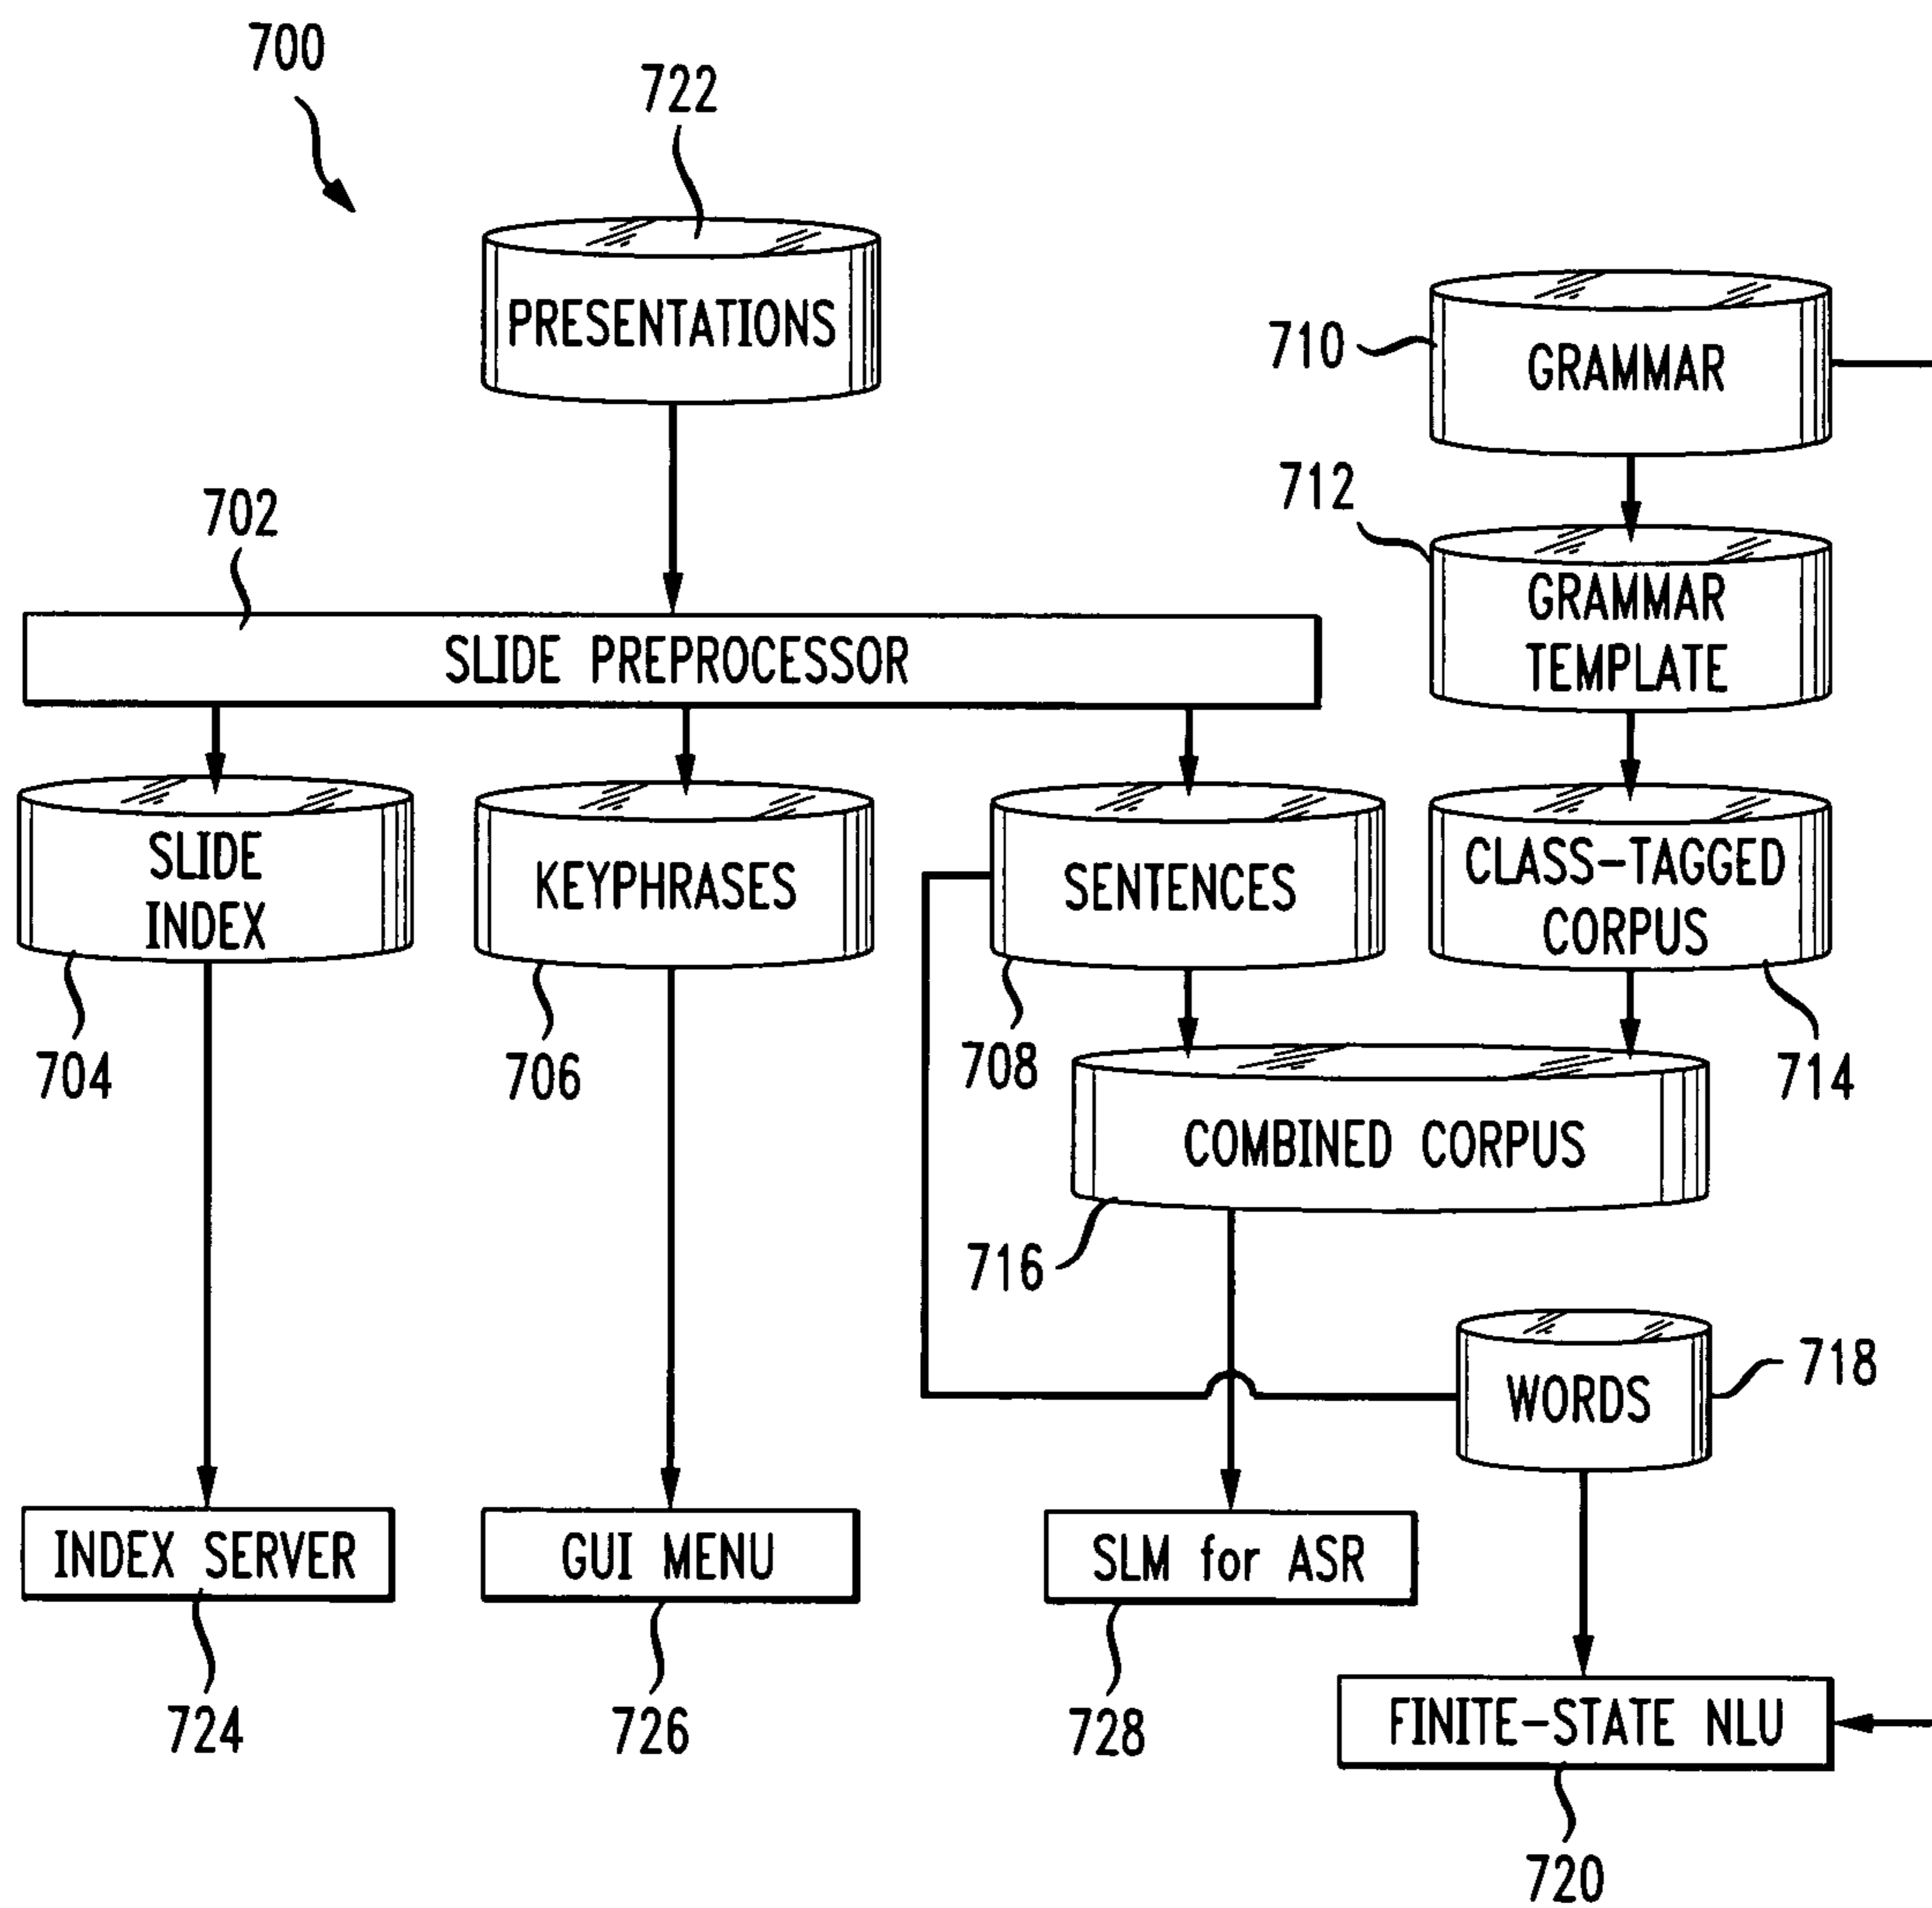 700
722
PRESENTATIONS
710
GRAMMAR
712
702
GRAMMAR
TEMPLATE
SLIDE PREPROCESSOR
SLIDE
INDEX
KEYPHRASES
SENTENCES
CLASS-TAGGED
CORPUS
704
706
708
714
COMBINED CORPUS
716
718
WORDS
INDEX SERVER
GUI MENU
SLM for ASR
724
726
728
FINITE-STATE NLU
720